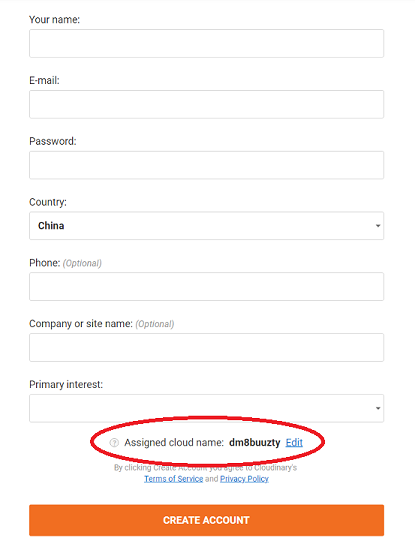 Your name:
E-mail:
Password:
Country:
China
Phone: (Optional)
Company or site name: (Optional)
Primary interest:
Assigned cloud name: dm8buuzty Edit
By clicking Create Account you agree to Cloudinary's
Terms of Service and Privacy Policy
CREATE ACCOUNT